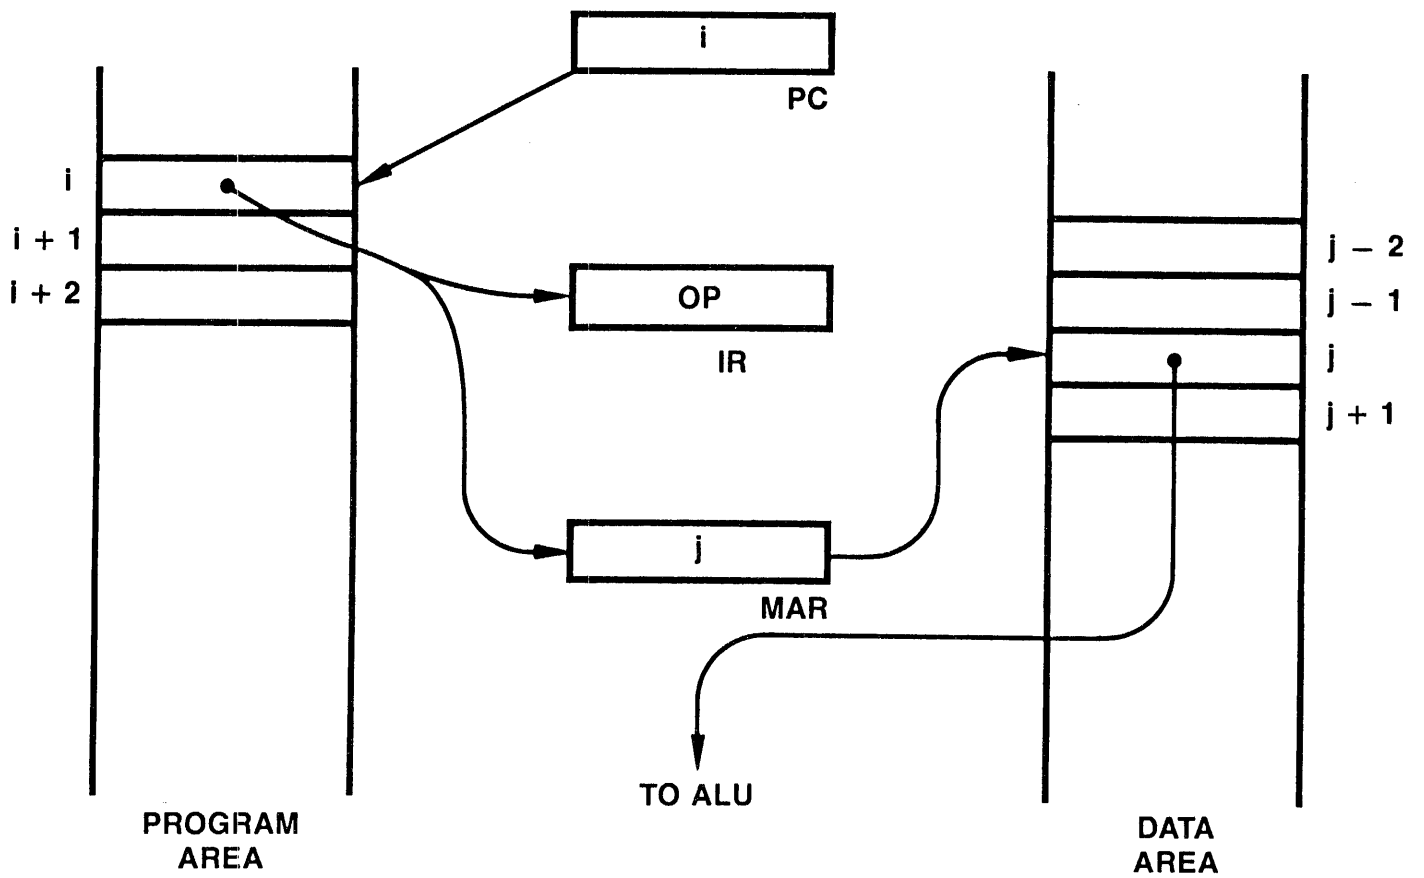 i
PC
i
i + 1
i + 2
OP
IR
j - 2
j - 1
j
j + 1
j
MAR
TO ALU
PROGRAM
AREA
DATA
AREA